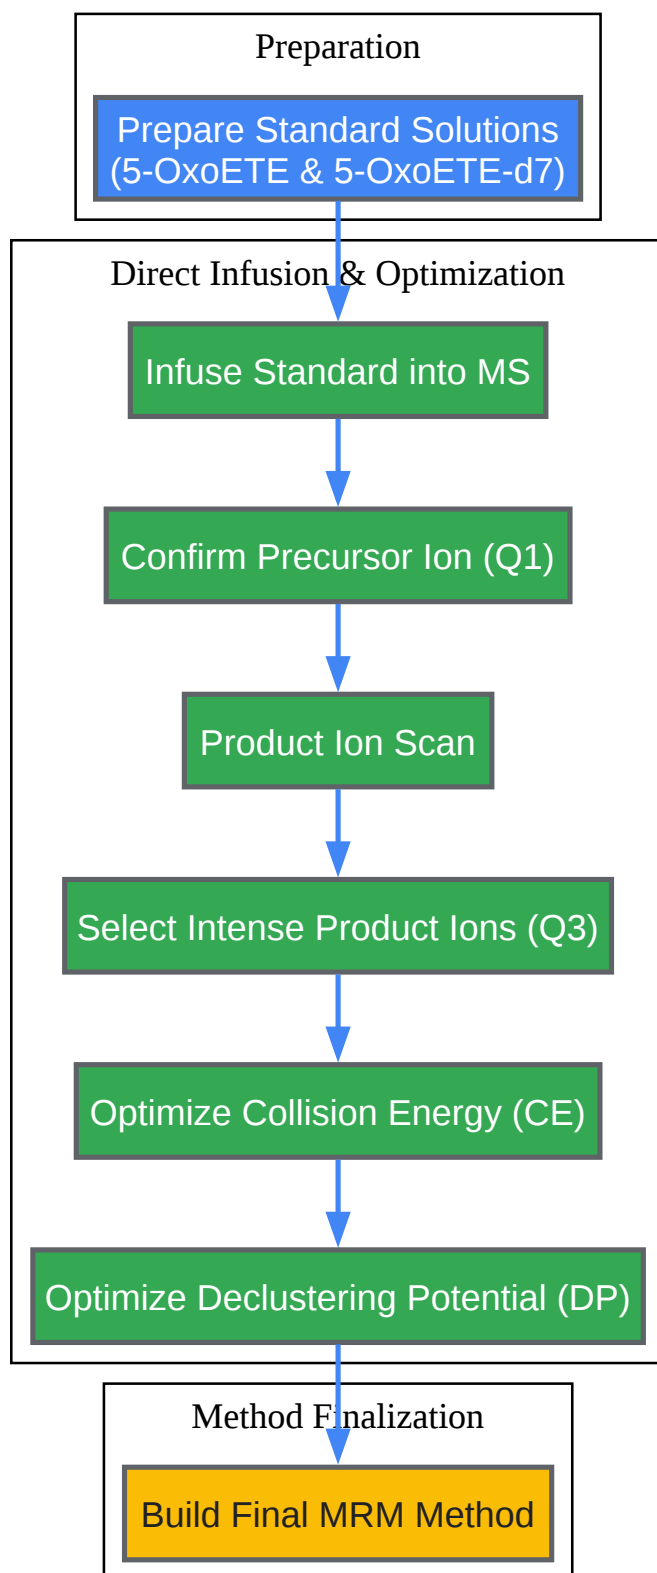 Preparation
Prepare Standard Solutions
(5-OxoETE & 5-OxoETE-d7)
Direct Infusion & Optimization
Infuse Standard into MS
Confirm Precursor Ion (Q1)
Product Ion Scan
Select Intense Product Ions (Q3)
Optimize Collision Energy (CE)
Optimize Declustering Potential (DP)
Method Finalization
Build Final MRM Method